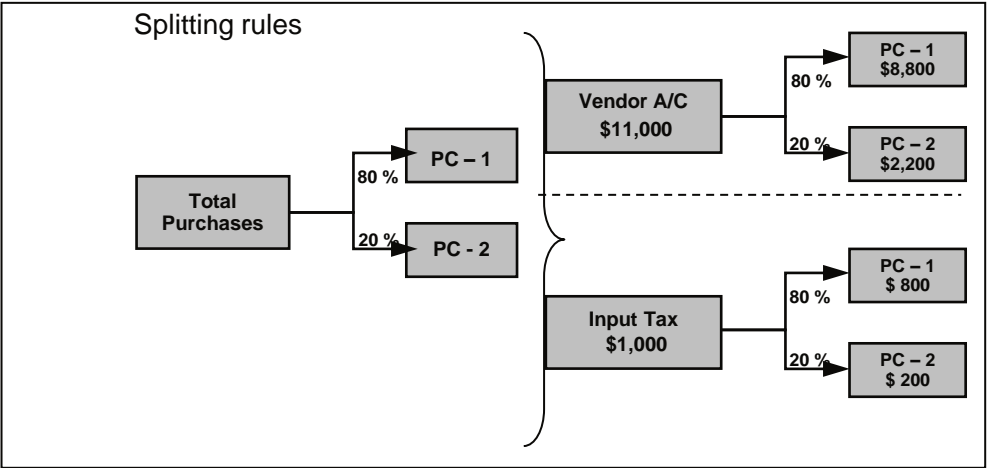 Splitting rules
Total
Purchases
80 %
PC – 1
20 %
PC - 2
Vendor A/C
$11,000
80 %
PC – 1
$8,800
20 %
PC – 2
$2,200
Input Tax
$1,000
80 %
PC – 1
$ 800
20 %
PC – 2
$ 200